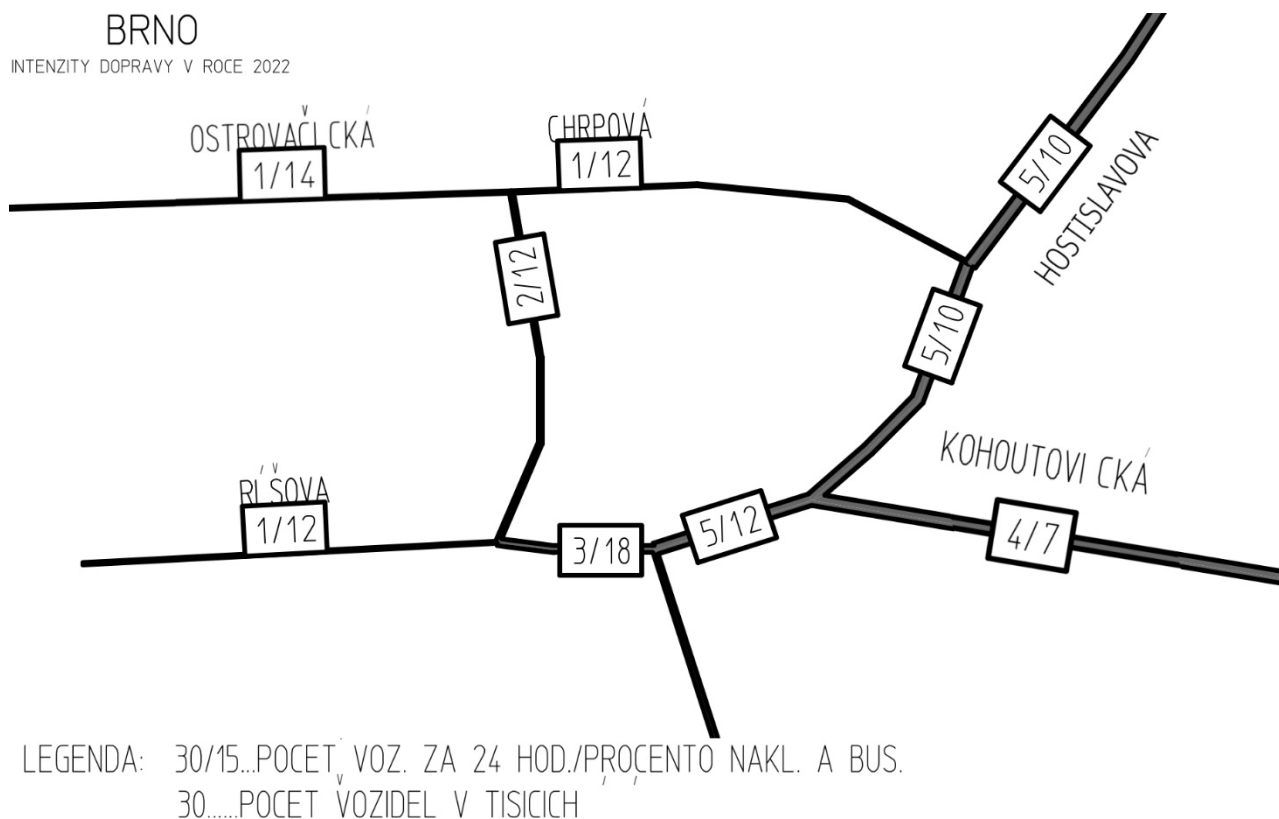 BRNO
INTENZITY DOPRAVY V ROCE 2022
OSTROVAČICKÁ
1/14
CHRPOVÁ
1/12
5/10
HOSTISLAVOVA
2/12
5/10
KOHOUTOVICKÁ
ŘÍŠOVA
1/12
3/18
5/12
4/7
LEGENDA: 30/15...POČET VOZ. ZA 24 HOD./PROCENTO NÁKL. A BUS.
30.....POČET VOZIDEL V TISÍCÍCH